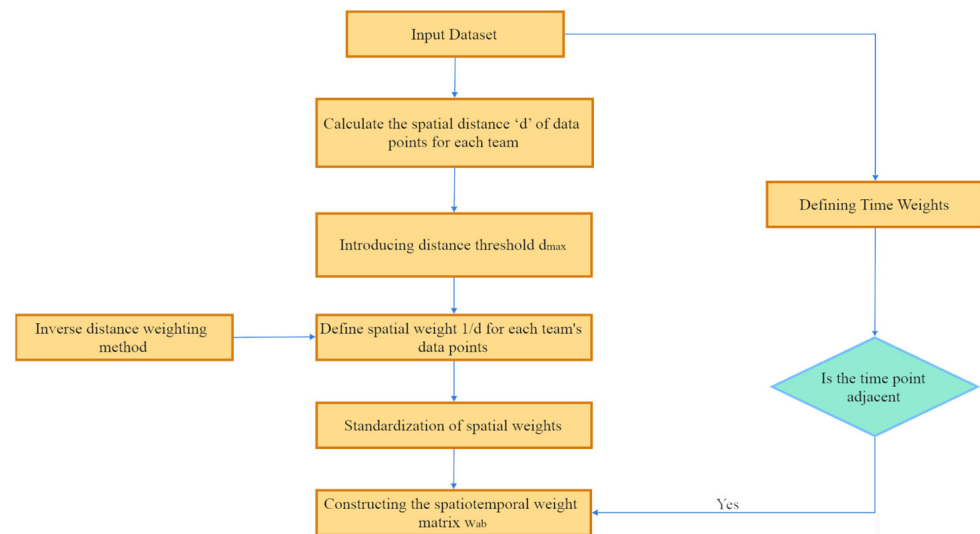 Input Dataset
Calculate the spatial distance ‘d’ of data
points for each team
Defining Time Weights
Introducing distance threshold dmax
Inverse distance weighting
method
Define spatial weight 1/d for each team's
data points
Is the time point
adjacent
Standardization of spatial weights
Yes
Constructing the spatiotemporal weight
matrix wab